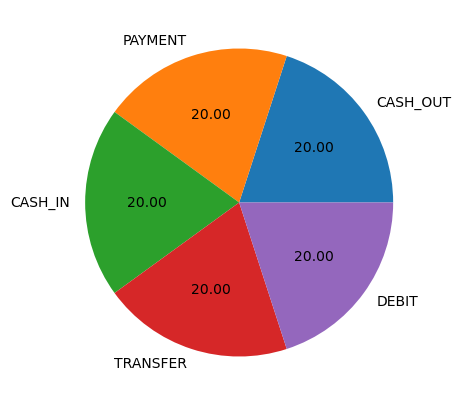 PAYMENT
CASH_OUT
20.00
20.00
CASH_IN
20.00
20.00
20.00
DEBIT
TRANSFER